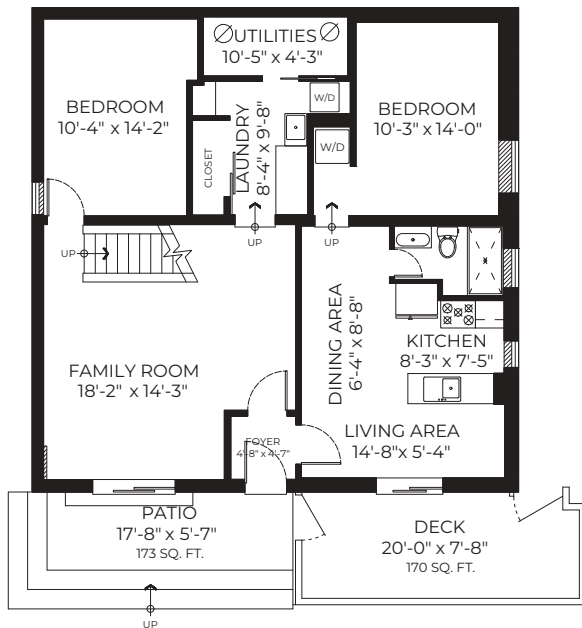 UTILITIES
10'-5" x 4'-3"
BEDROOM
10'-4" x 14'-2"
W/D
BEDROOM
10'-3" x 14'-0"
LAUNDRY
8'-4" x 9'-8"
CLOSET
W/D
UP
UP
UP
DINING AREA
6'-4" x 8'-8"
KITCHEN
8'-3" x 7'-5"
FAMILY ROOM
18'-2" x 14'-3"
FOYER
4'-8" x 4'-7"
LIVING AREA
14'-8"x 5'-4"
PATIO
17'-8" x 5'-7"
173 SQ. FT.
DECK
20'-0" x 7'-8"
170 SQ. FT.
UP